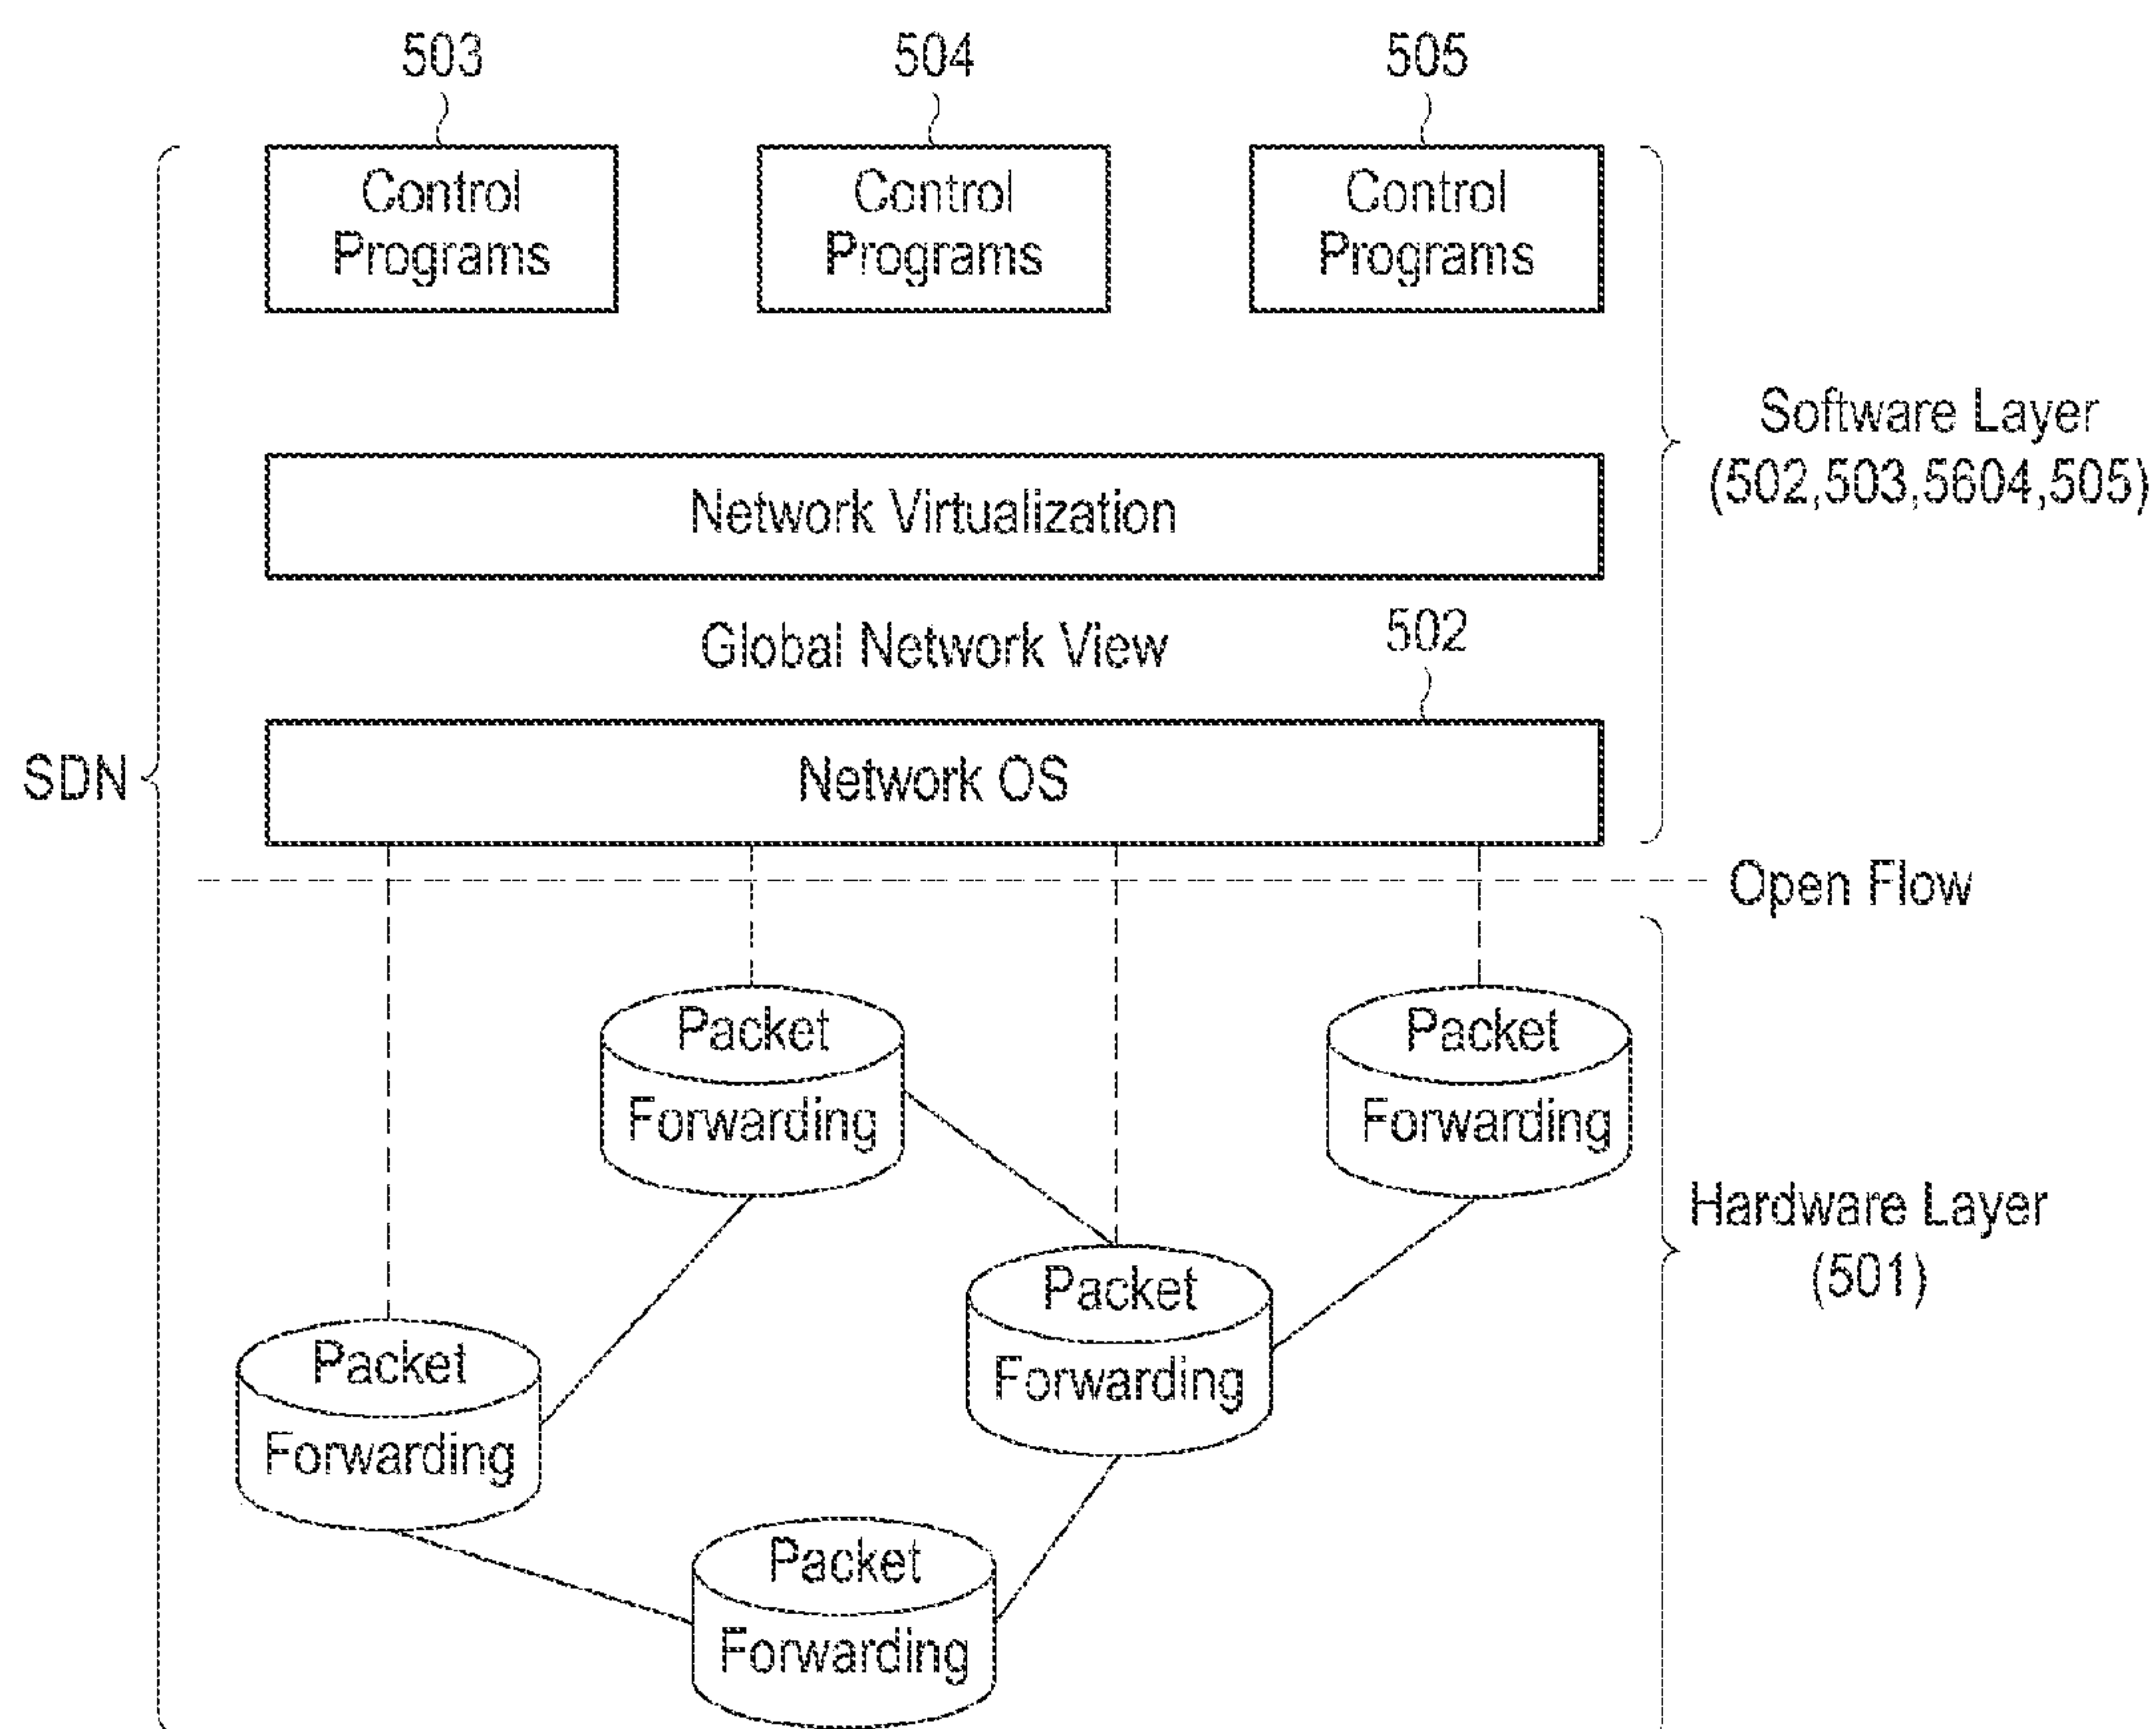 503
504
505
Control
Programs
Control
Programs
Control
Programs
Software Layer
(502,503,5604,505)
Network Virtualization
Global Network View
502
SDN
Network OS
Open Flow
Packet
Forwarding
Packet
Forwarding
Hardware Layer
(501)
Packet
Forwarding
Packet
Forwarding
Packet
Forwarding